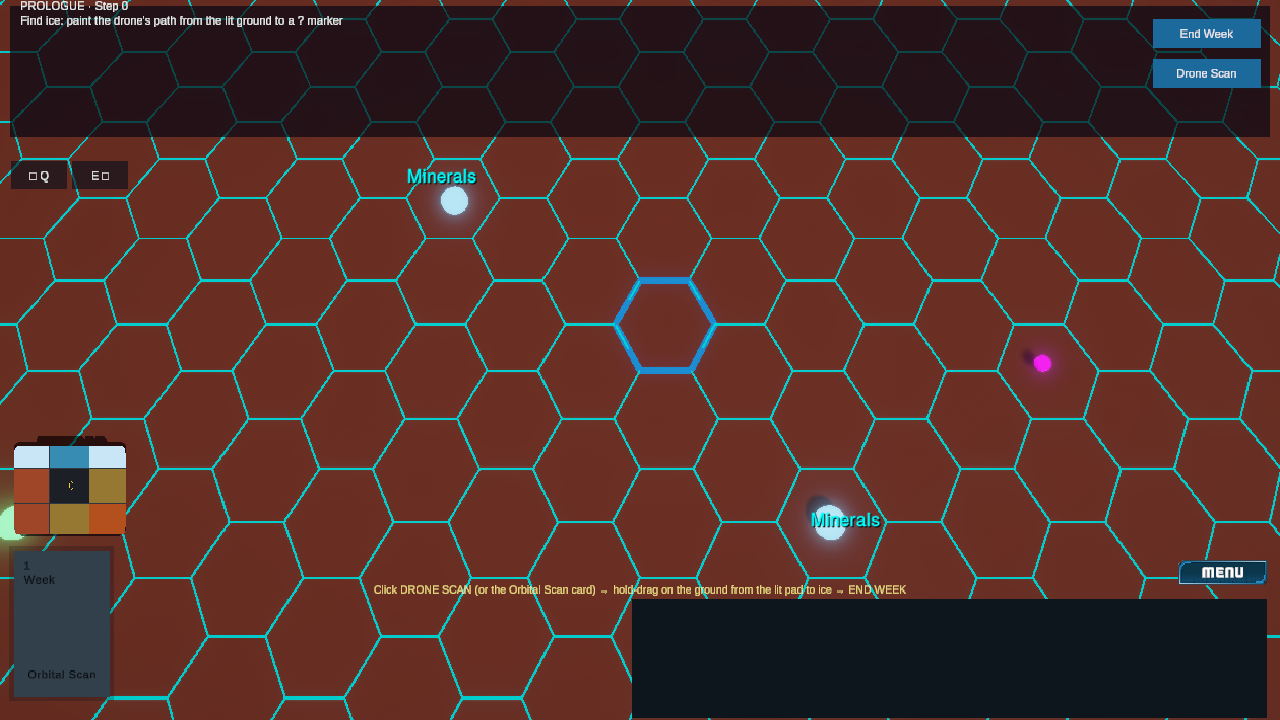 PROLOGUE · Step 0
Find ice: paint the drone's path from the lit ground to a ? marker
End Week
Drone Scan
□ Q
E □
Minerals
Minerals
MENU
1
Week
Orbital Scan
Click DRONE SCAN (or the Orbital Scan card) → hold-drag on the ground from the lit pad to ice → END WEEK